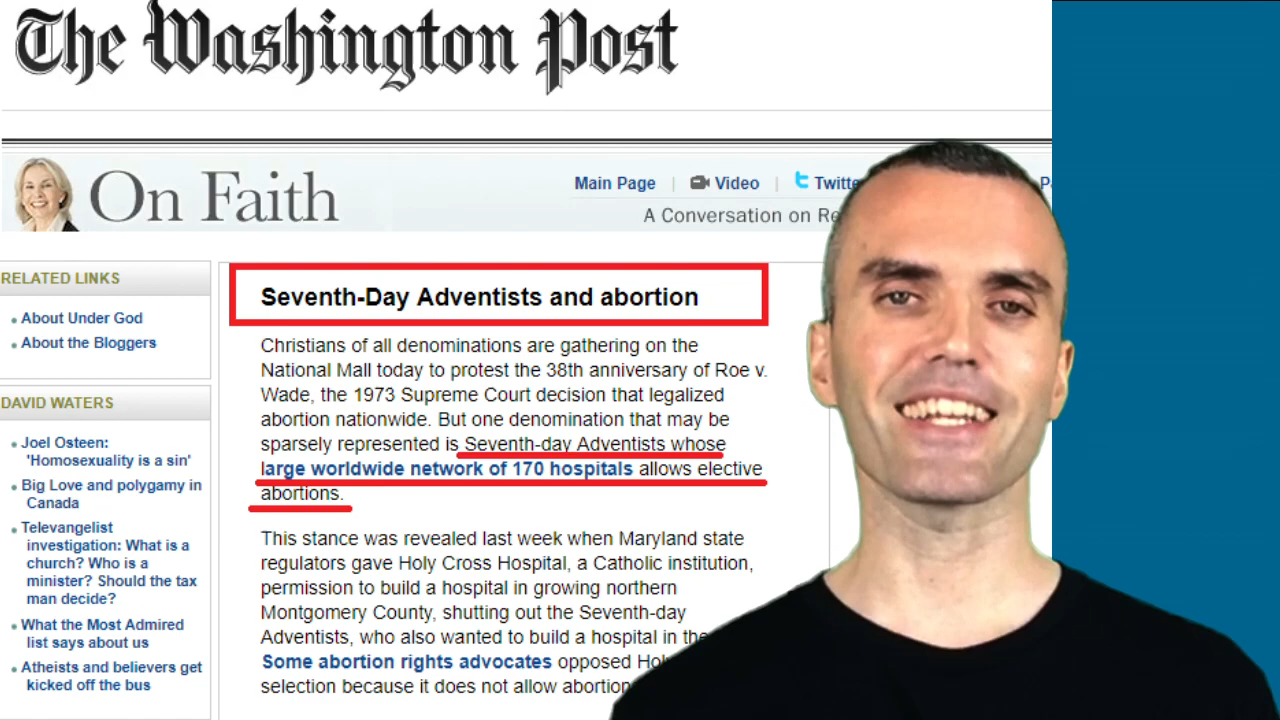 The Washington Post
On Faith
Main Page | Video | Twitte
A Conversation on Re
RELATED LINKS
About Under God
About the Bloggers
DAVID WATERS
Joel Osteen:
'Homosexuality is a sin'
Big Love and polygamy in
Canada
Televangelist
investigation: What is a
church? Who is a
minister? Should the tax
man decide?
What the Most Admired
list says about us
Atheists and believers get
kicked off the bus
Seventh-Day Adventists and abortion
Christians of all denominations are gathering on the
National Mall today to protest the 38th anniversary of Roe v.
Wade, the 1973 Supreme Court decision that legalized
abortion nationwide. But one denomination that may be
sparsely represented is Seventh-day Adventists whose
large worldwide network of 170 hospitals allows elective
abortions.
This stance was revealed last week when Maryland state
regulators gave Holy Cross Hospital, a Catholic institution,
permission to build a hospital in growing northern
Montgomery County, shutting out the Seventh-day
Adventists, who also wanted to build a hospital in the
Some abortion rights advocates opposed Hol
selection because it does not allow abortion